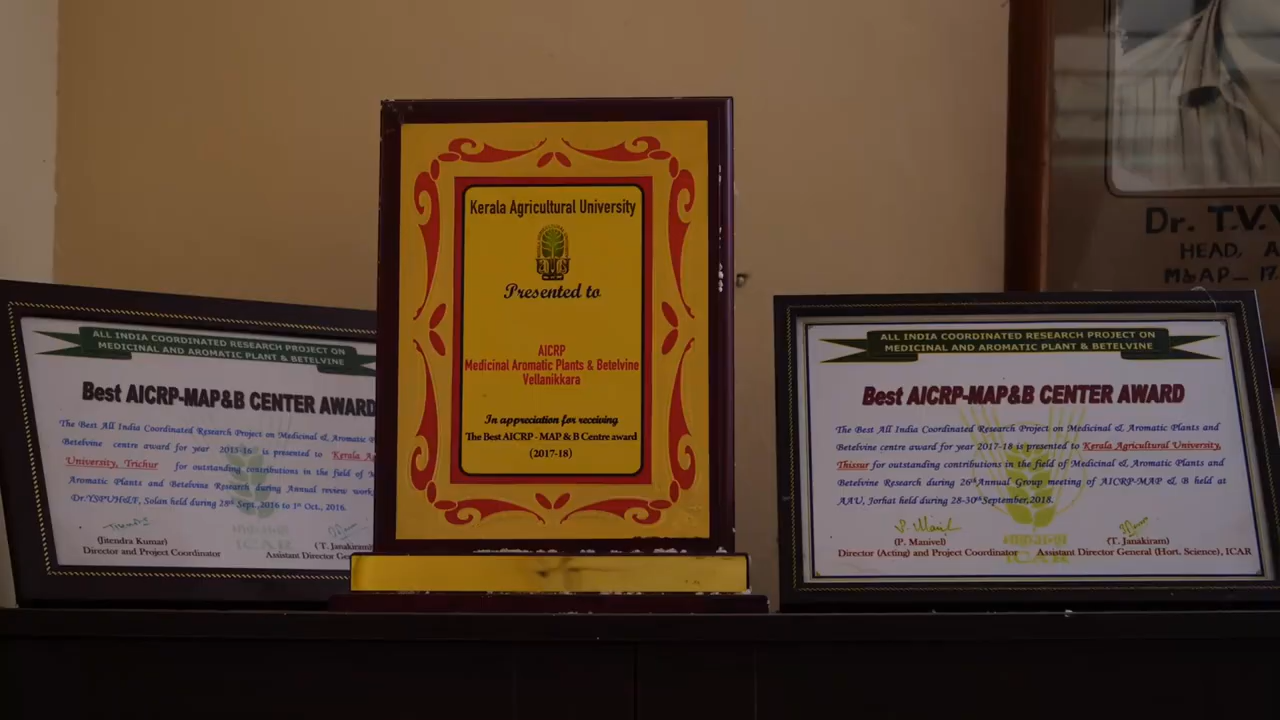 ALL INDIA COORDINATED RESEARCH PROJECT ON
MEDICINAL AND AROMATIC PLANT & BETELVINE
Best AICRP-MAP&B CENTER AWARD
The Best All India Coordinated Research Project on Medicinal & Aromatic
Betelvine centre award for year 2015-16 is presented to Kerala
University, Trichur for outstanding contributions in the field of
Aromatic Plants and Betelvine Research during Annual review
Dr.YSPUH&F, Solan held during 28th Sept.2016 to 1st Oct., 2016.
(Jitendra Kumar)
Director and Project Coordinator
(T. Janakiram)
Assistant Director
Kerala Agricultural University
Presented to
AICRP
Medicinal Aromatic Plants & Betelvine
Vellanikkara
In appreciation for receiving
The Best AICRP - MAP & B Centre award
(2017-18)
ALL INDIA COORDINATED RESEARCH PROJECT ON
MEDICINAL AND AROMATIC PLANT & BETELVINE
Best AICRP-MAP&B CENTER AWARD
The Best All India Coordinated Research Project on Medicinal & Aromatic Plants and
Betelvine centre award for year 2017-18 is presented to Kerala Agricultural University,
Thissur for outstanding contributions in the field of Medicinal & Aromatic Plants and
Betelvine Research during 26th Annual Group meeting of AICRP-MAP & B held at
AAU, Jorhat held during 28-30th September,2018.
(P. Manivel)
Director (Acting) and Project Coordinator
(T. Janakiram)
Assistant Director General (Hort. Science), ICAR
ICAR
ICAR
Dr. T.V.
HEAD,
M&AP_ 17